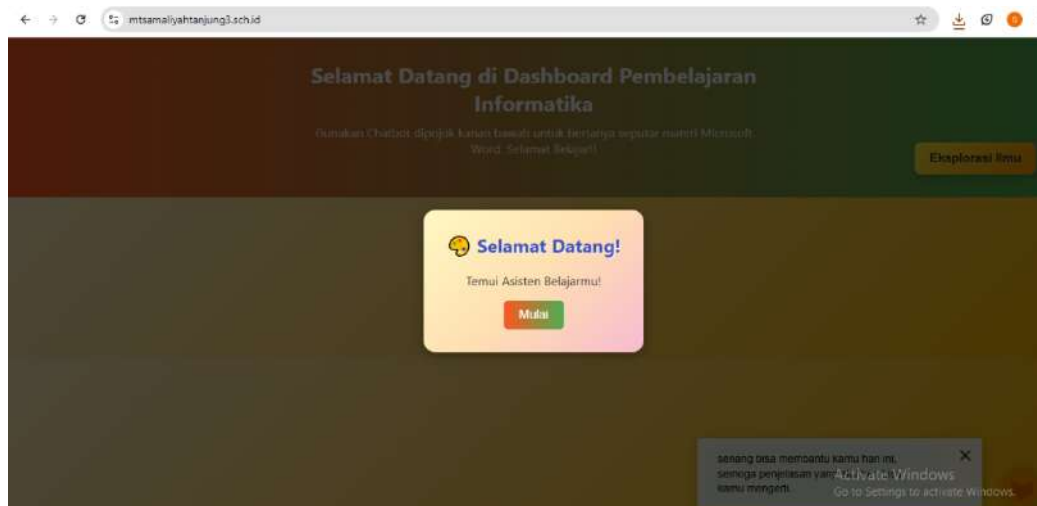 mtsamaliyahtanjung3.sch.id
Selamat Datang di Dashboard Pembelajaran
Informatika
Gunakan Chatbot dipojok kanan bawah untuk bertanya seputar materi Microsoft
Word. Selamat Belajar!!
Eksplorasi Ilmu
Selamat Datang!
Temui Asisten Belajarmu!
Mulai
senang bisa membantu kamu hari ini,
semoga penjelasan
kamu mengerti.
Activate Windows
Go to Settings to activate Windows.